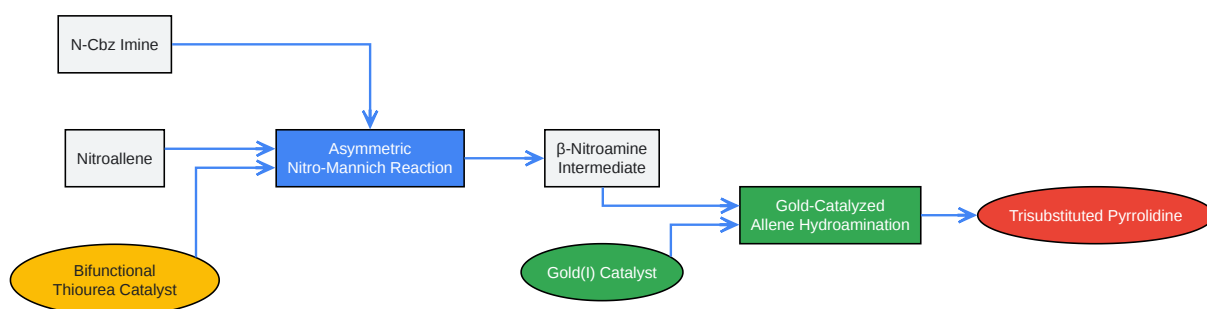 N-Cbz Imine
Nitroallene
Asymmetric
Nitro-Mannich Reaction
β-Nitroamine
Intermediate
Gold-Catalyzed
Allene Hydroamination
Trisubstituted Pyrrolidine
Bifunctional
Thiourea Catalyst
Gold(I) Catalyst